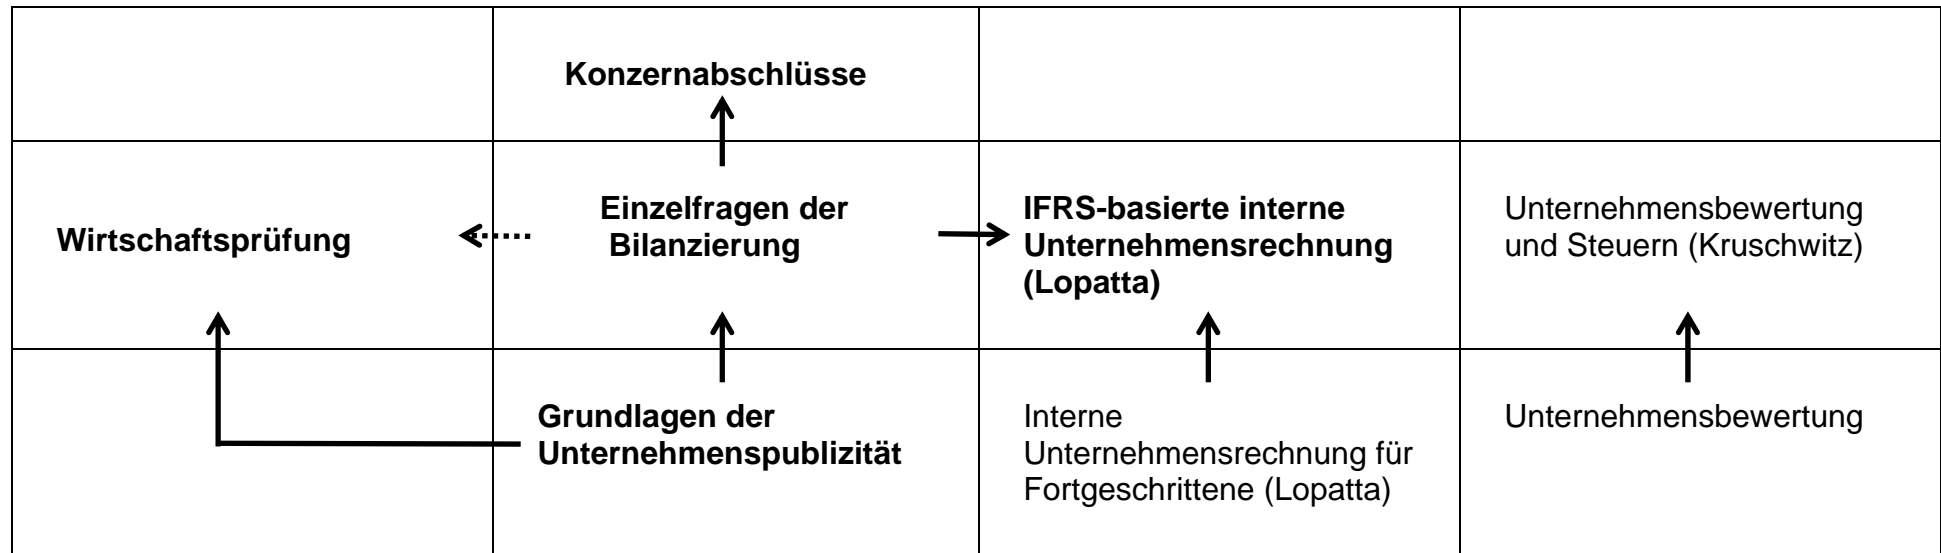 Konzernabschlüsse
Wirtschaftsprüfung
Einzelfragen der
Bilanzierung
IFRS-basierte interne
Unternehmensrechnung
(Lopatta)
Unternehmensbewertung
und Steuern (Kruschwitz)
Grundlagen der
Unternehmenspublizität
Interne
Unternehmensrechnung für
Fortgeschrittene (Lopatta)
Unternehmensbewertung